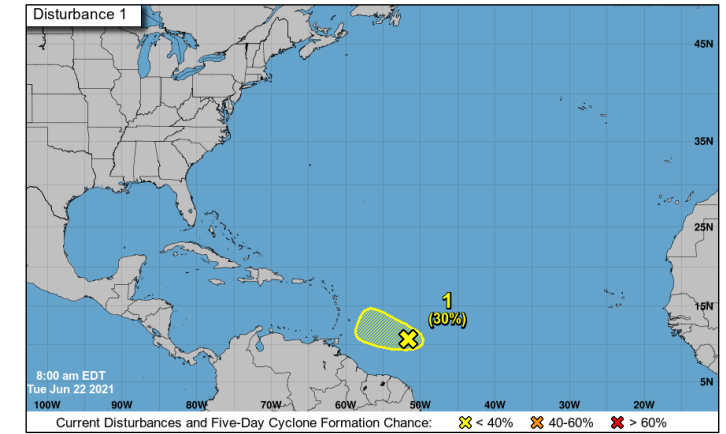 Disturbance 1
45N
35N
25N
15N
5N
1
(30%)
8:00 am EDT
Tue Jun 22 2021
100W 90W 80W 70W 60W 50W 40W 30W 20W
Current Disturbances and Five-Day Cyclone Formation Chance: < 40% 40-60% > 60%